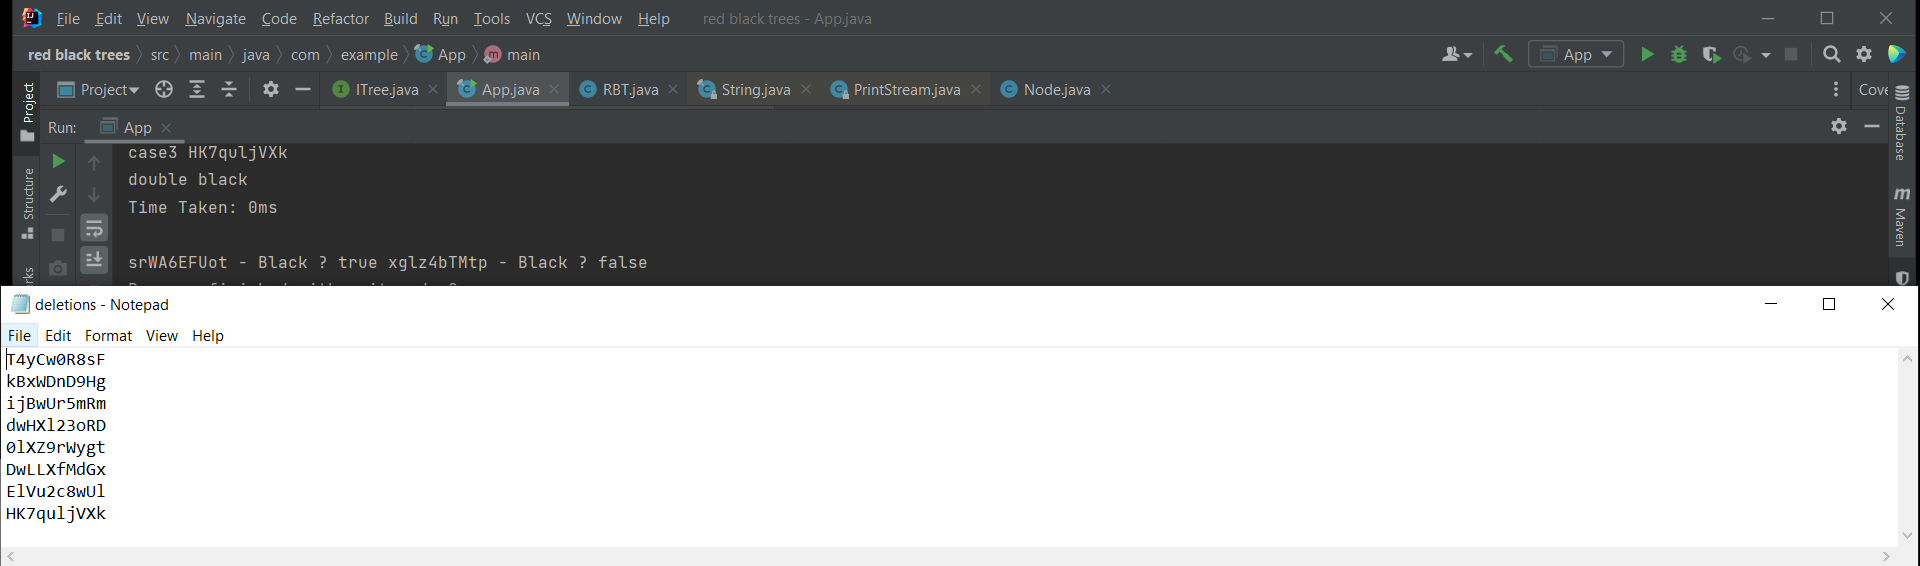 File Edit View Navigate Code Refactor Build Run Tools VCS Window Help red black trees - App.java
red black trees src main java com example App main
App
Project
Project ITree.java App.java RBT.java String.java PrintStream.java Node.java Cove
Run: App
Structure
Database
Maven
case3 HK7quljVXk
double black
Time Taken: 0ms
srWA6EFUot - Black ? true xglz4bTMtp - Black ? false
deletions - Notepad
File Edit Format View Help
T4yCw0R8sF
kBxWDnD9Hg
ijBwUr5mRm
dwHXl23oRD
0lXZ9rWygt
DwLLXfMdGx
ElVu2c8wUl
HK7quljVXk